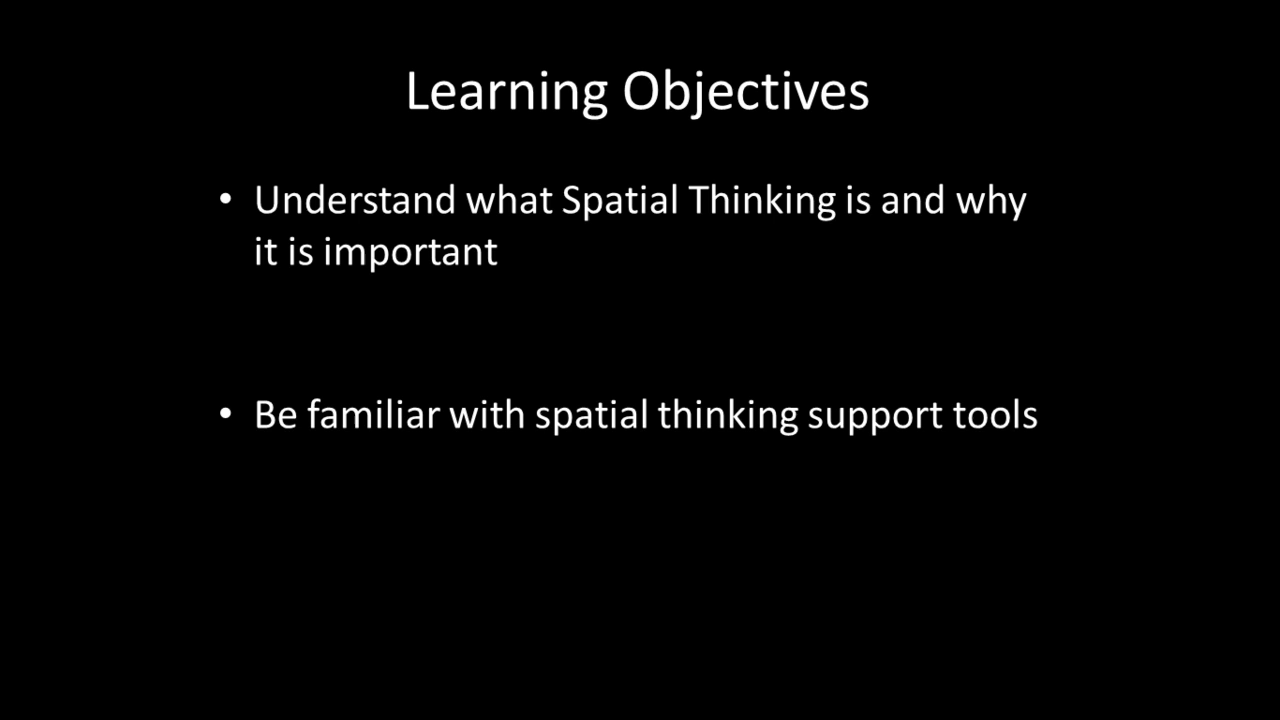 Learning Objectives
• Understand what Spatial Thinking is and why
it is important
• Be familiar with spatial thinking support tools